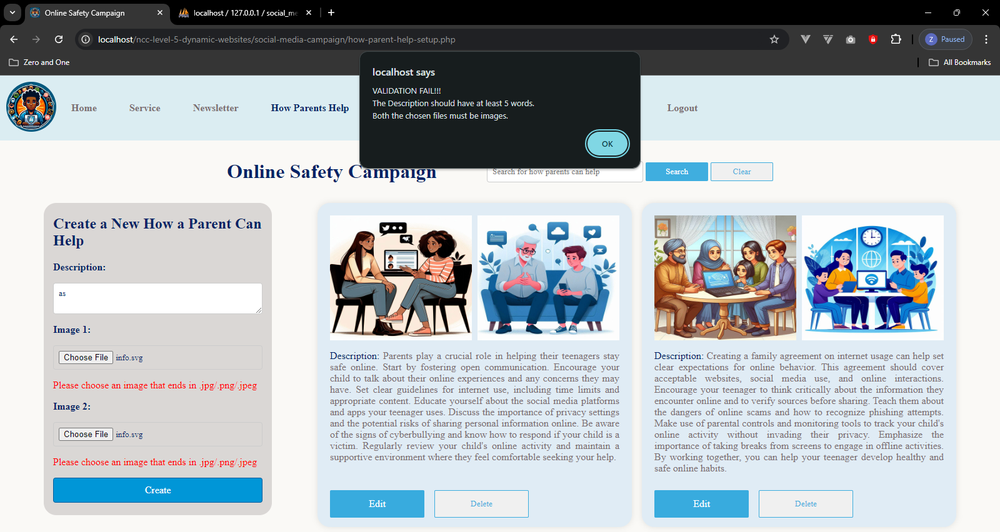 Online Safety Campaign
localhost / 127.0.0.1 / social_me
localhost/ncc-level-5-dynamic-websites/social-media-campaign/how-parent-help-setup.php
Z Paused
Zero and One
All Bookmarks
localhost says
VALIDATION FAIL!!!
The Description should have at least 5 words.
Both the chosen files must be images.
OK
Home Service Newsletter How Parents Help Logout
Online Safety Campaign
Search for how parents can help
Search
Clear
Create a New How a Parent Can
Help
Description:
as
Image 1:
Choose File info.svg
Please choose an image that ends in .jpg/.png/.jpeg
Image 2:
Choose File info.svg
Please choose an image that ends in .jpg/.png/.jpeg
Create
Description: Parents play a crucial role in helping their teenagers stay
safe online. Start by fostering open communication. Encourage your
child to talk about their online experiences and any concerns they may
have. Set clear guidelines for internet use, including time limits and
appropriate content. Educate yourself about the social media platforms
and apps your teenager uses. Discuss the importance of privacy settings
and the potential risks of sharing personal information online. Be aware
of the signs of cyberbullying and know how to respond if your child is a
victim. Regularly review your child's online activity and maintain a
supportive environment where they feel comfortable seeking your help.
Edit
Delete
Description: Creating a family agreement on internet usage can help set
clear expectations for online behavior. This agreement should cover
acceptable websites, social media use, and online interactions.
Encourage your teenager to think critically about the information they
encounter online and to verify sources before sharing. Teach them about
the dangers of online scams and how to recognize phishing attempts.
Make use of parental controls and monitoring tools to track your child's
online activity without invading their privacy. Emphasize the
importance of taking breaks from screens to engage in offline activities.
By working together, you can help your teenager develop healthy and
safe online habits.
Edit
Delete